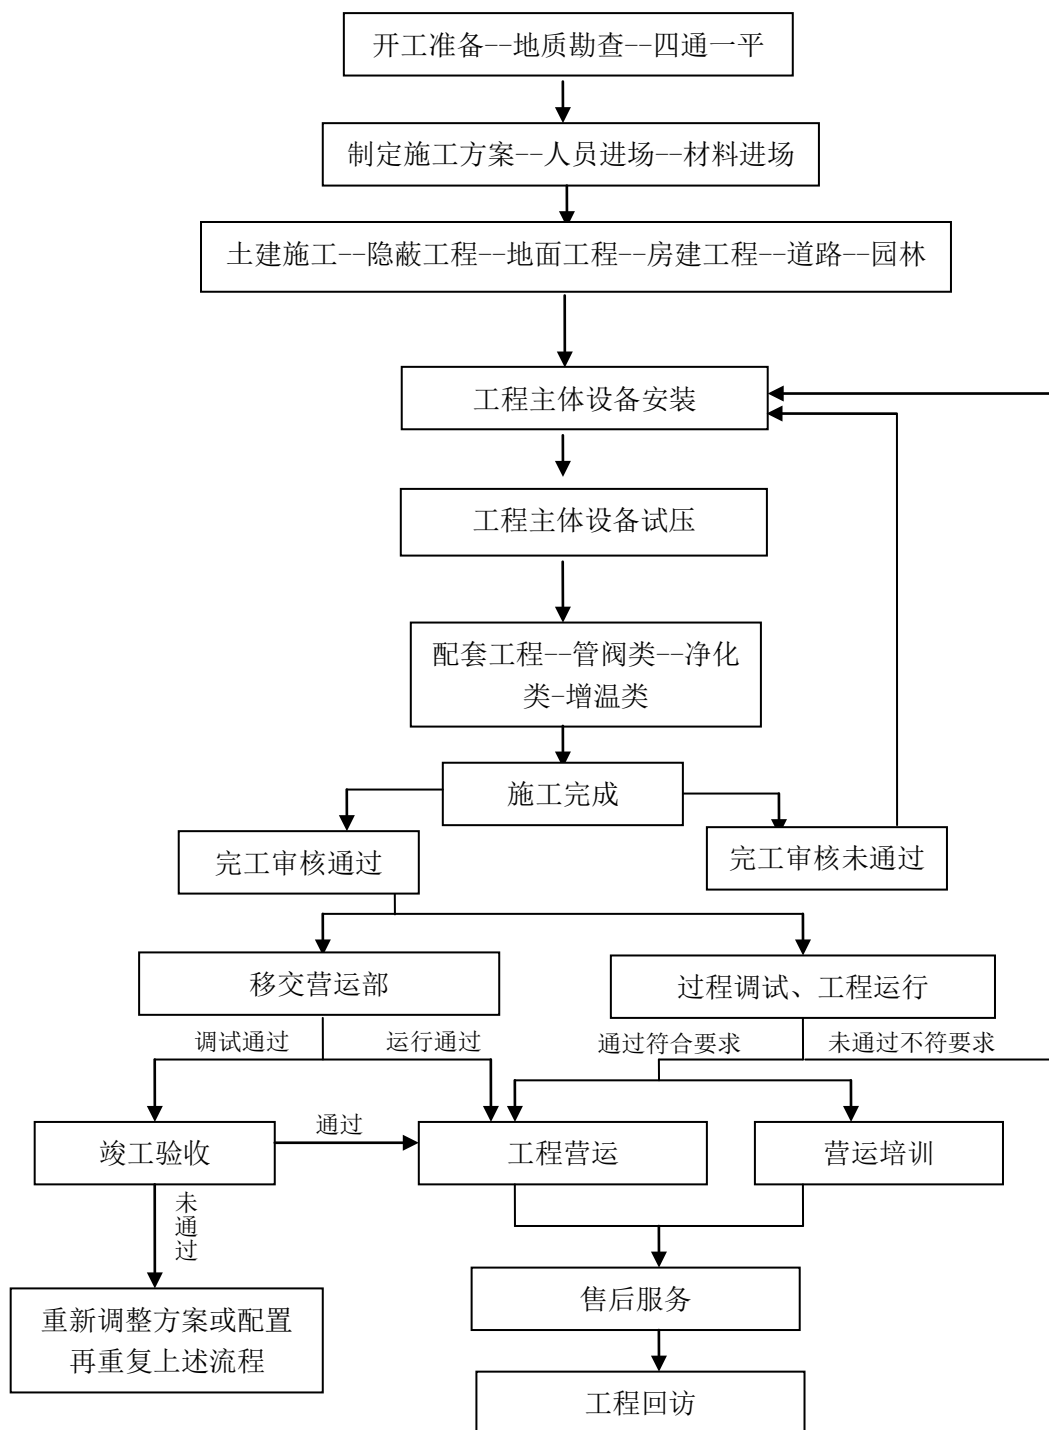 开工准备--地质勘查--四通一平
制定施工方案--人员进场--材料进场
土建施工--隐蔽工程--地面工程--房建工程--道路--园林
工程主体设备安装
工程主体设备试压
配套工程--管阀类--净化
类-增温类
施工完成
完工审核通过
完工审核未通过
移交营运部
过程调试、工程运行
调试通过
运行通过
通过符合要求
未通过不符要求
竣工验收
通过
工程营运
营运培训
未通过
重新调整方案或配置
再重复上述流程
售后服务
工程回访